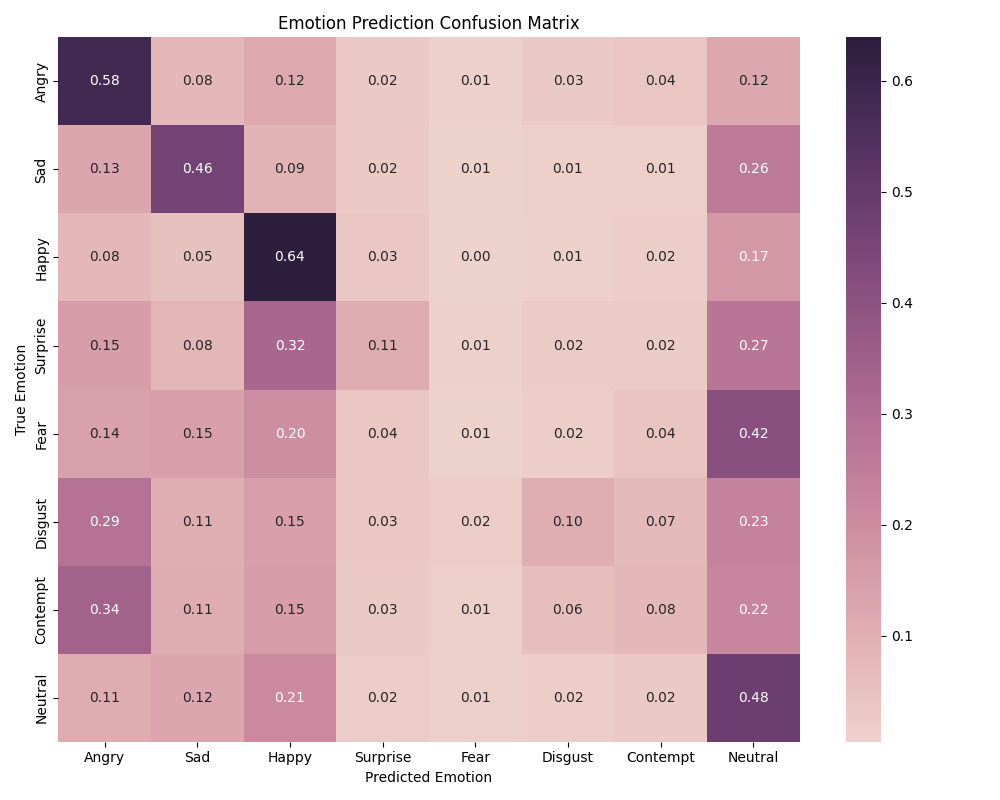 Emotion Prediction Confusion Matrix
Angry 0.58 0.08 0.12 0.02 0.01 0.03 0.04 0.12
Sad 0.13 0.46 0.09 0.02 0.01 0.01 0.01 0.26
Happy 0.08 0.05 0.64 0.03 0.00 0.01 0.02 0.17
Surprise 0.15 0.08 0.32 0.11 0.01 0.02 0.02 0.27
Fear 0.14 0.15 0.20 0.04 0.01 0.02 0.04 0.42
Disgust 0.29 0.11 0.15 0.03 0.02 0.10 0.07 0.23
Contempt 0.34 0.11 0.15 0.03 0.01 0.06 0.08 0.22
Neutral 0.11 0.12 0.21 0.02 0.01 0.02 0.02 0.48
True Emotion
Angry Sad Happy Surprise Fear Disgust Contempt Neutral
Predicted Emotion
0.6
0.5
0.4
0.3
0.2
0.1